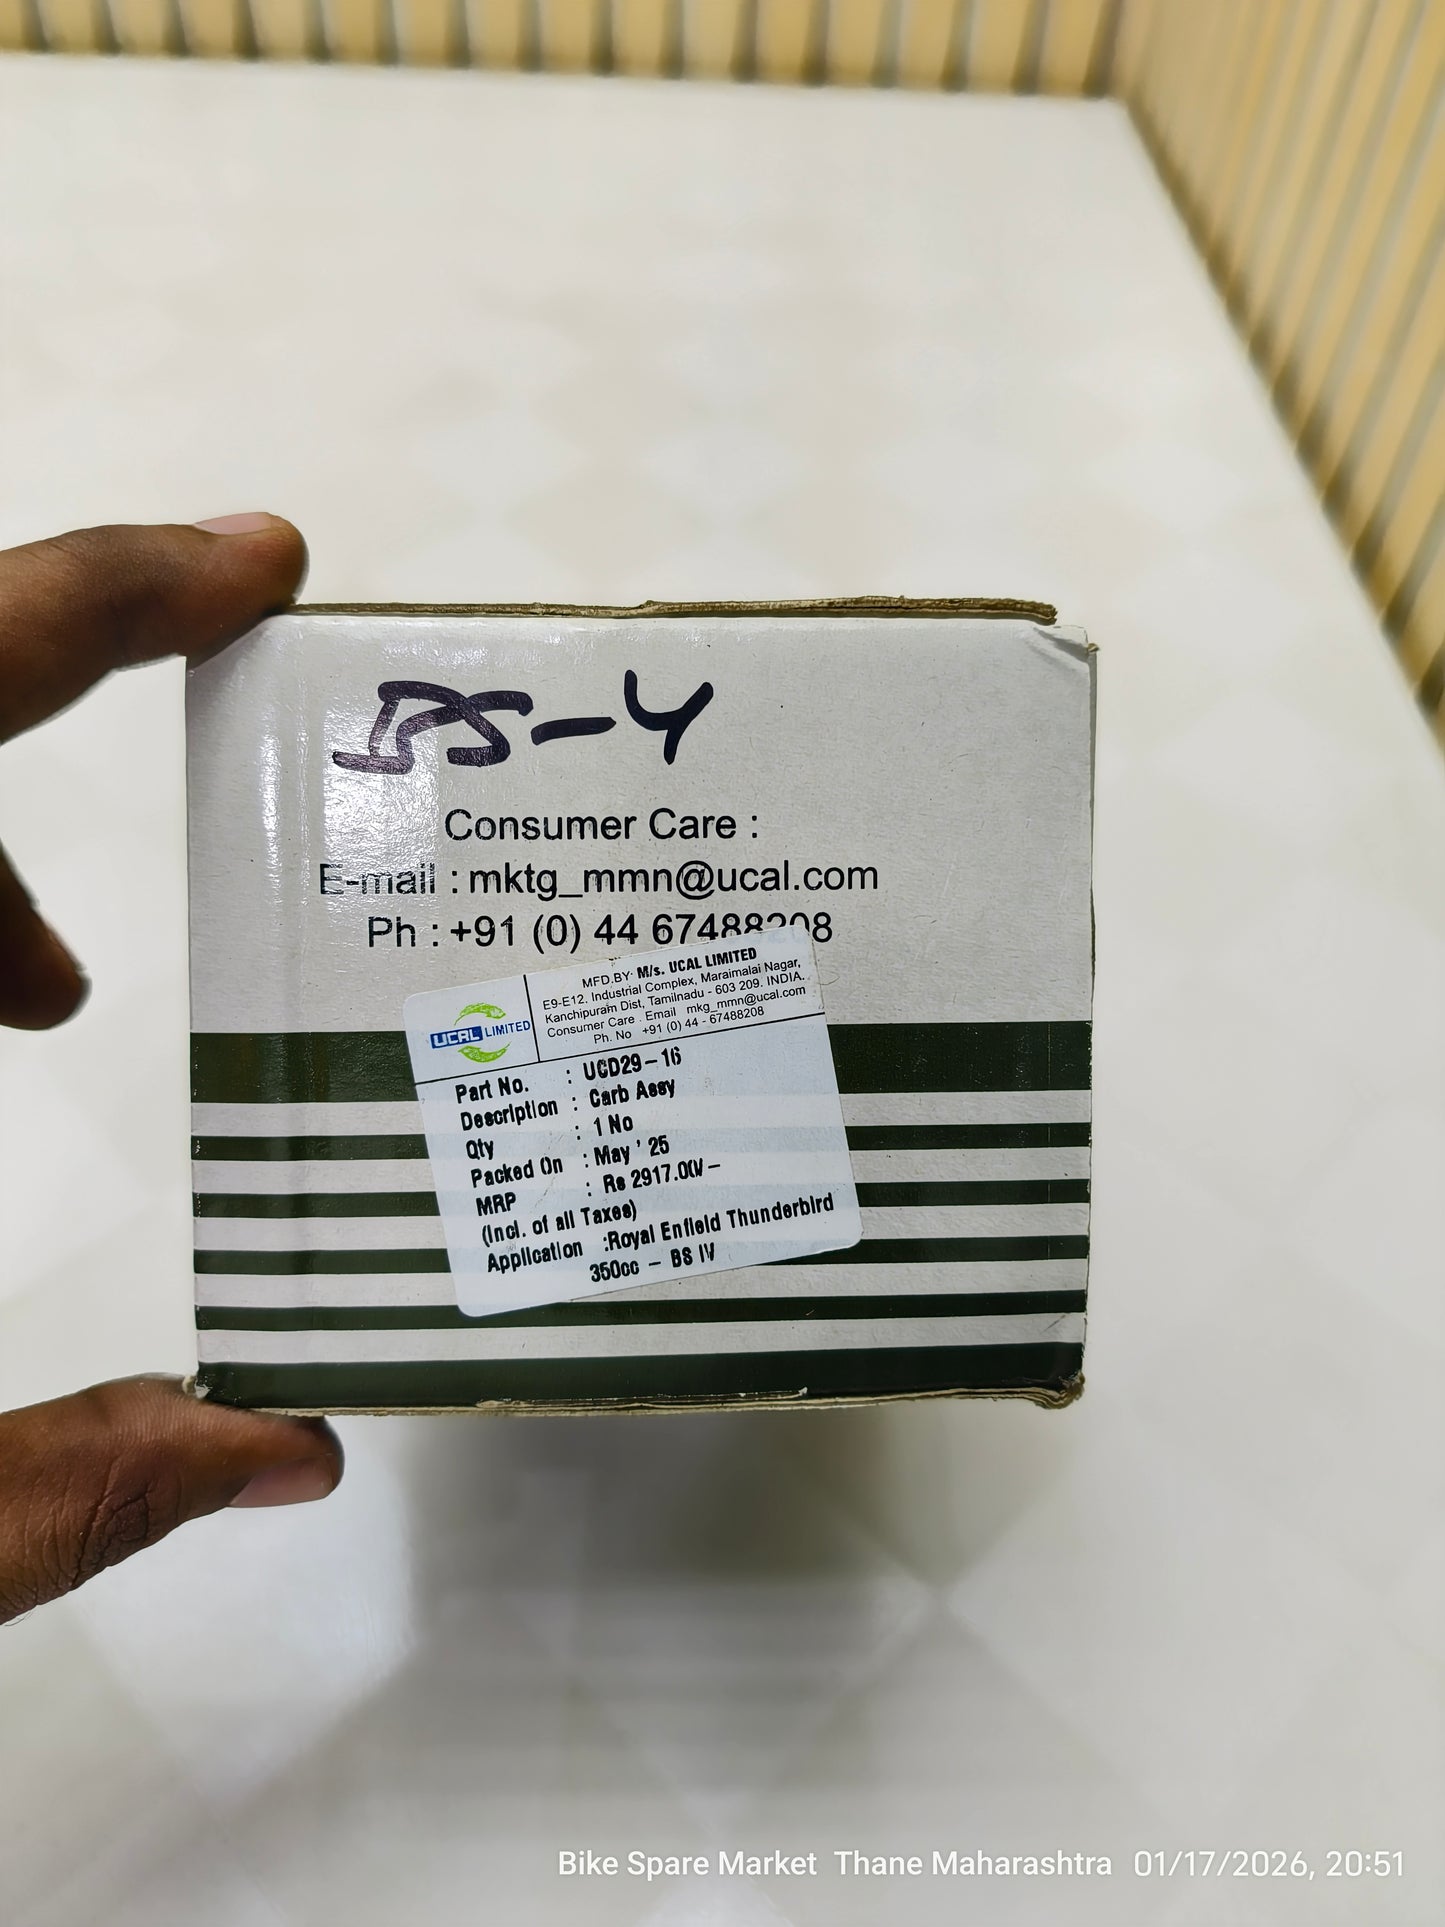 BS-4
Consumer Care :
E-mail : mktg_mmn@ucal.com
Ph : +91 (0) 44 67488208
UCAL LIMITED
MFD.BY: M/s. UCAL LIMITED
E9-E12, Industrial Complex, Maraimalai Nagar,
Kanchipuram Dist, Tamilnadu - 603 209. INDIA.
Consumer Care . Email mkg_mmn@ucal.com
Ph. No +91 (0) 44 - 67488208
Part No. : UCD29-16
Description : Carb Assy
Qty : 1 No
Packed On : May ' 25
MRP : Rs 2917.00/-
(Incl. of all Taxes)
Application :Royal Enfield Thunderbird
350cc - BS IV
Bike Spare Market Thane Maharashtra 01/17/2026, 20:51